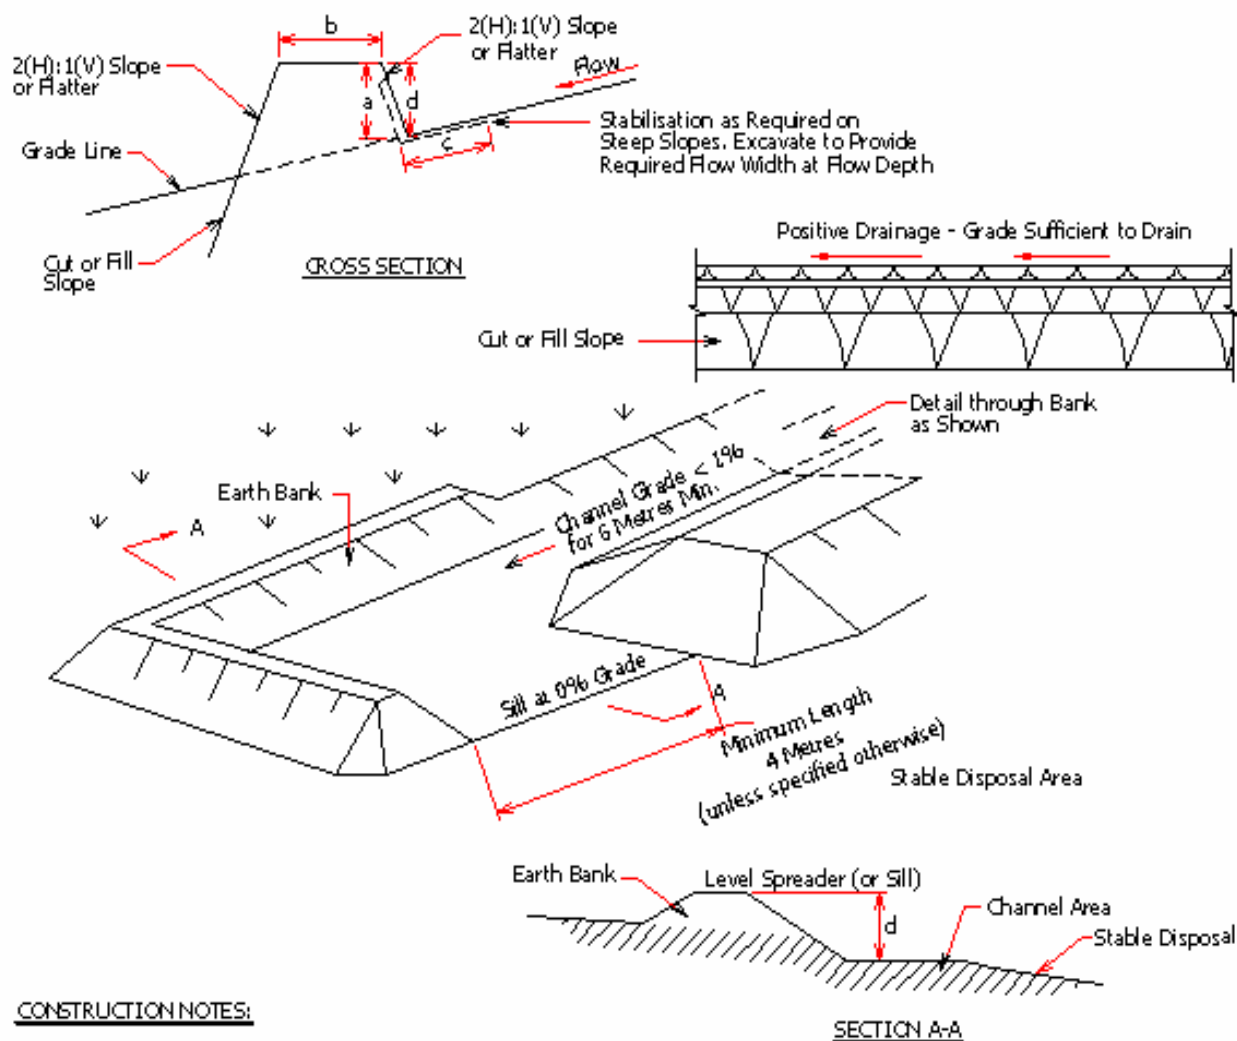 b
2(H):1(V) Slope
or Flatter
2(H):1(V) Slope
or Flatter
Flow
a
d
c
Stabilisation as Required on
Steep Slopes. Excavate to Provide
Required Flow Width at Flow Depth
Grade Line
Cut or Fill
Slope
CROSS SECTION
Positive Drainage - Grade Sufficient to Drain
Cut or Fill Slope
Detail through Bank
as Shown
Earth Bank
A
Channel Grade < 1%
for 6 Metres Min.
Sill at 0% Grade
A
Minimum Length
4 Metres
(unless specified otherwise)
Stable Disposal Area
Earth Bank
Level Spreader (or Sill)
d
Channel Area
Stable Disposal
CONSTRUCTION NOTES:
SECTION A-A